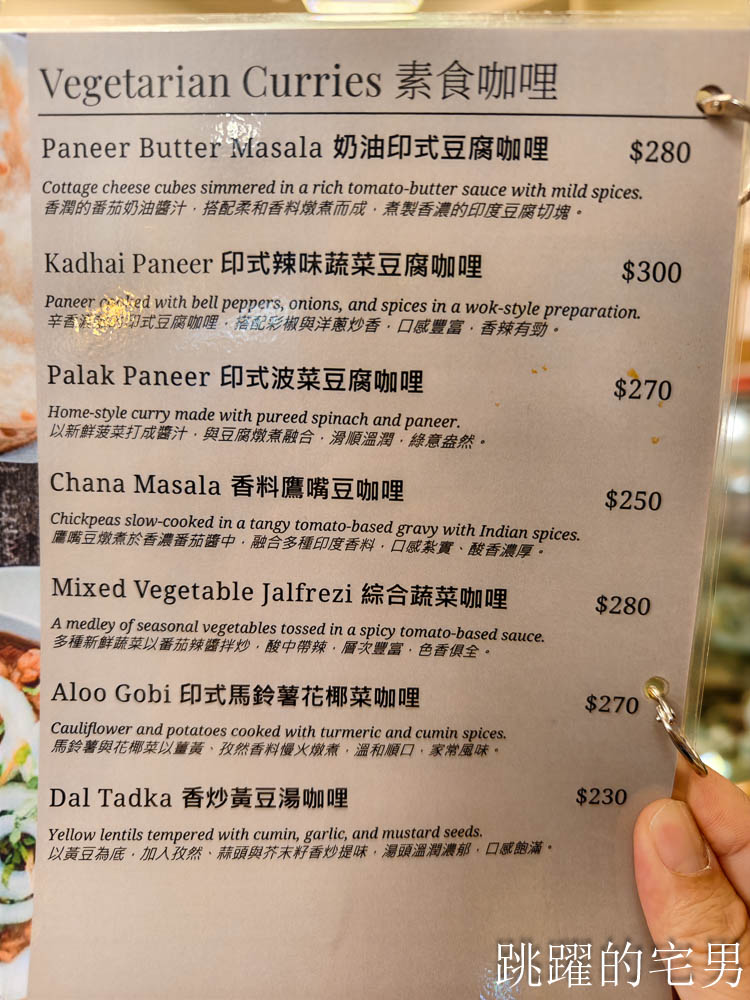 Vegetarian Curries 素食咖哩
Paneer Butter Masala 奶油印式豆腐咖哩 $280
Cottage cheese cubes simmered in a rich tomato-butter sauce with mild spices.
香潤的番茄奶油醬汁，搭配柔和香料燉煮而成，煮製香濃的印度豆腐切塊。
Kadhai Paneer 印式辣味蔬菜豆腐咖哩 $300
Paneer cooked with bell peppers, onions, and spices in a wok-style preparation.
辛香 印式豆腐咖哩，搭配彩椒與洋蔥炒香，口感豐富，香辣有勁。
Palak Paneer 印式波菜豆腐咖哩 $270
Home-style curry made with pureed spinach and paneer.
以新鮮菠菜打成醬汁，與豆腐燉煮融合，滑順溫潤，綠意盎然。
Chana Masala 香料鷹嘴豆咖哩 $250
Chickpeas slow-cooked in a tangy tomato-based gravy with Indian spices.
鷹嘴豆燉煮於香濃番茄醬中，融合多種印度香料，口感紮實、酸香濃厚。
Mixed Vegetable Jalfrezi 綜合蔬菜咖哩 $280
A medley of seasonal vegetables tossed in a spicy tomato-based sauce.
多種新鮮蔬菜以番茄辣醬拌炒，酸中帶辣，層次豐富，色香俱全。
Aloo Gobi 印式馬鈴薯花椰菜咖哩 $270
Cauliflower and potatoes cooked with turmeric and cumin spices.
馬鈴薯與花椰菜以薑黃、孜然香料慢火燉煮，溫和順口，家常風味。
Dal Tadka 香炒黃豆湯咖哩 $230
Yellow lentils tempered with cumin, garlic, and mustard seeds.
以黃豆為底，加入孜然、蒜頭與芥末籽香炒提味，湯頭溫潤濃郁，口感飽滿。
跳躍的宅男